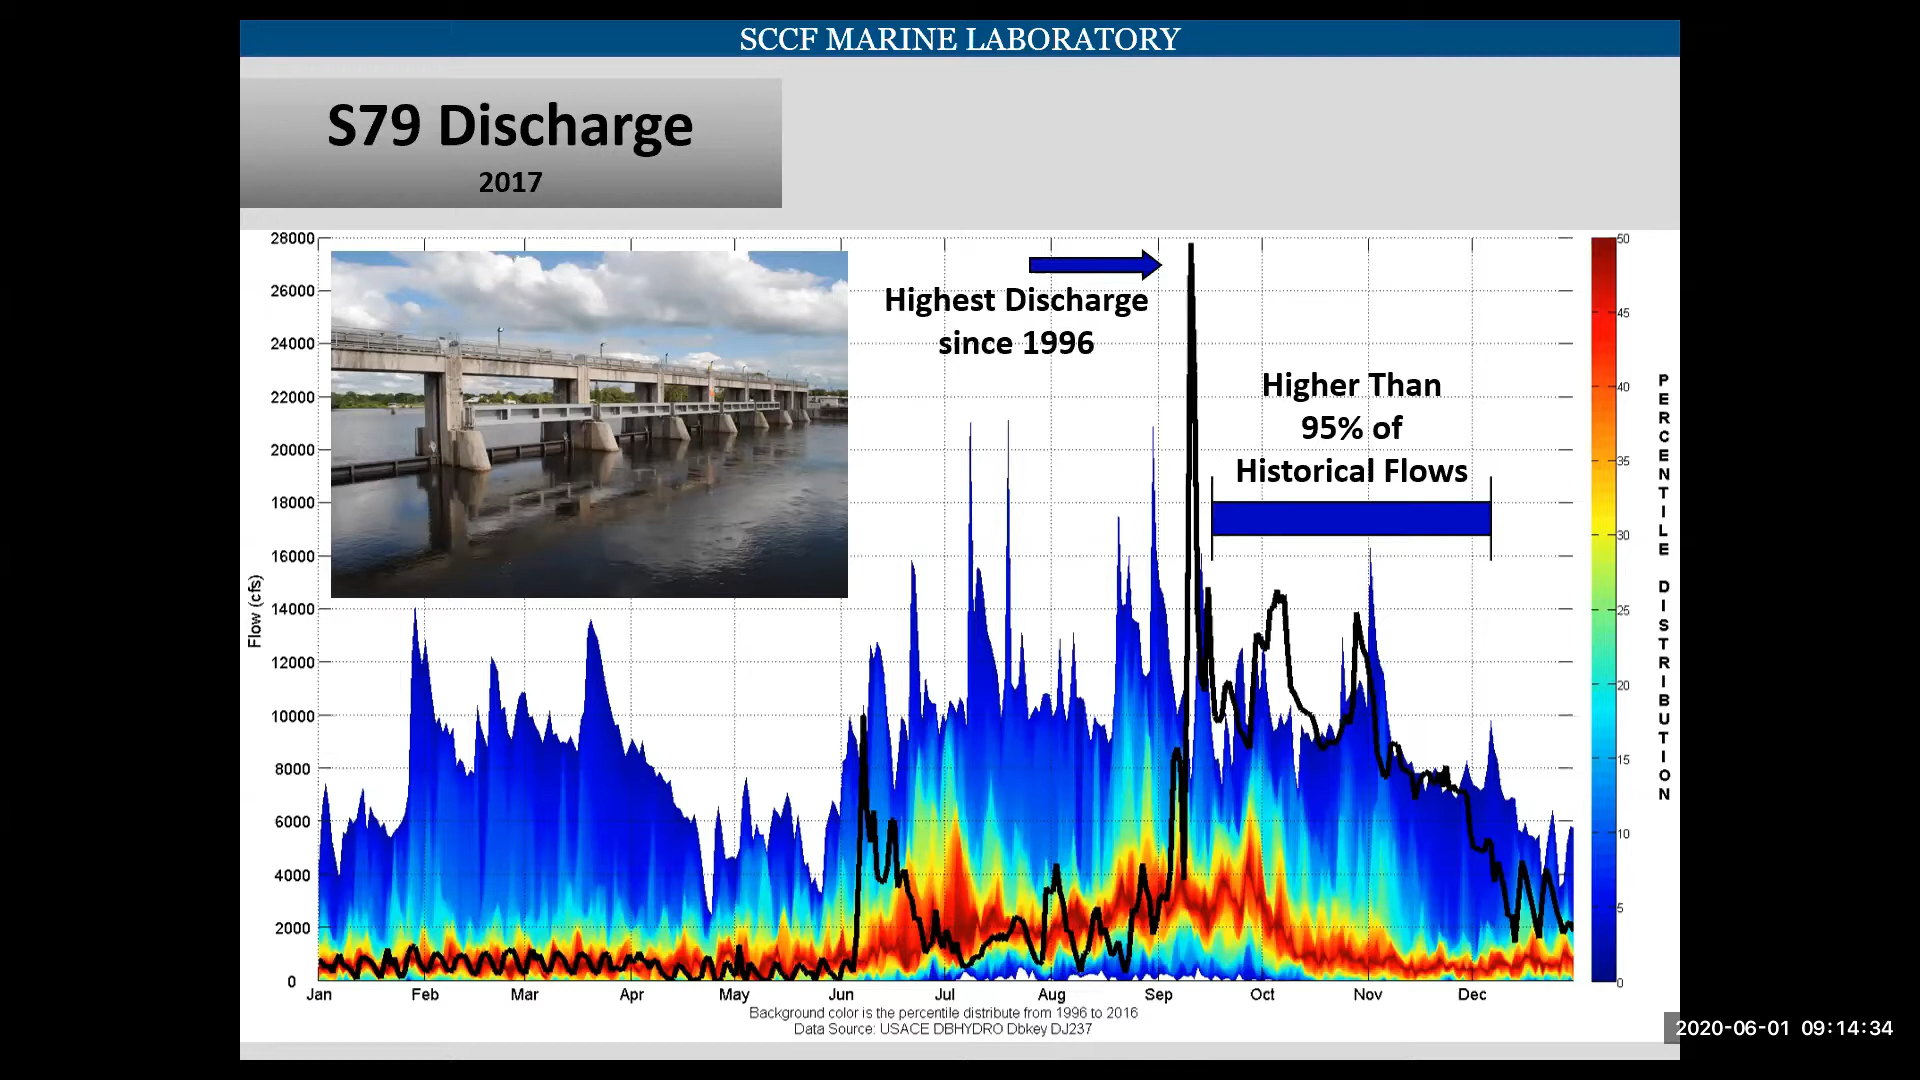 SCCF MARINE LABORATORY
S79 Discharge
2017
Highest Discharge
since 1996
Higher Than
95% of
Historical Flows
Flow (cfs)
28000
26000
24000
22000
20000
18000
16000
14000
12000
10000
8000
6000
4000
2000
0
Jan Feb Mar Apr May Jun Jul Aug Sep Oct Nov Dec
50
45
40
35
30
25
20
15
10
5
0
PERCENTILE DISTRIBUTION
Background color is the percentile distribute from 1996 to 2016
Data Source: USACE DBHYDRO Dbkey DJ237
2020-06-01 09:14:34